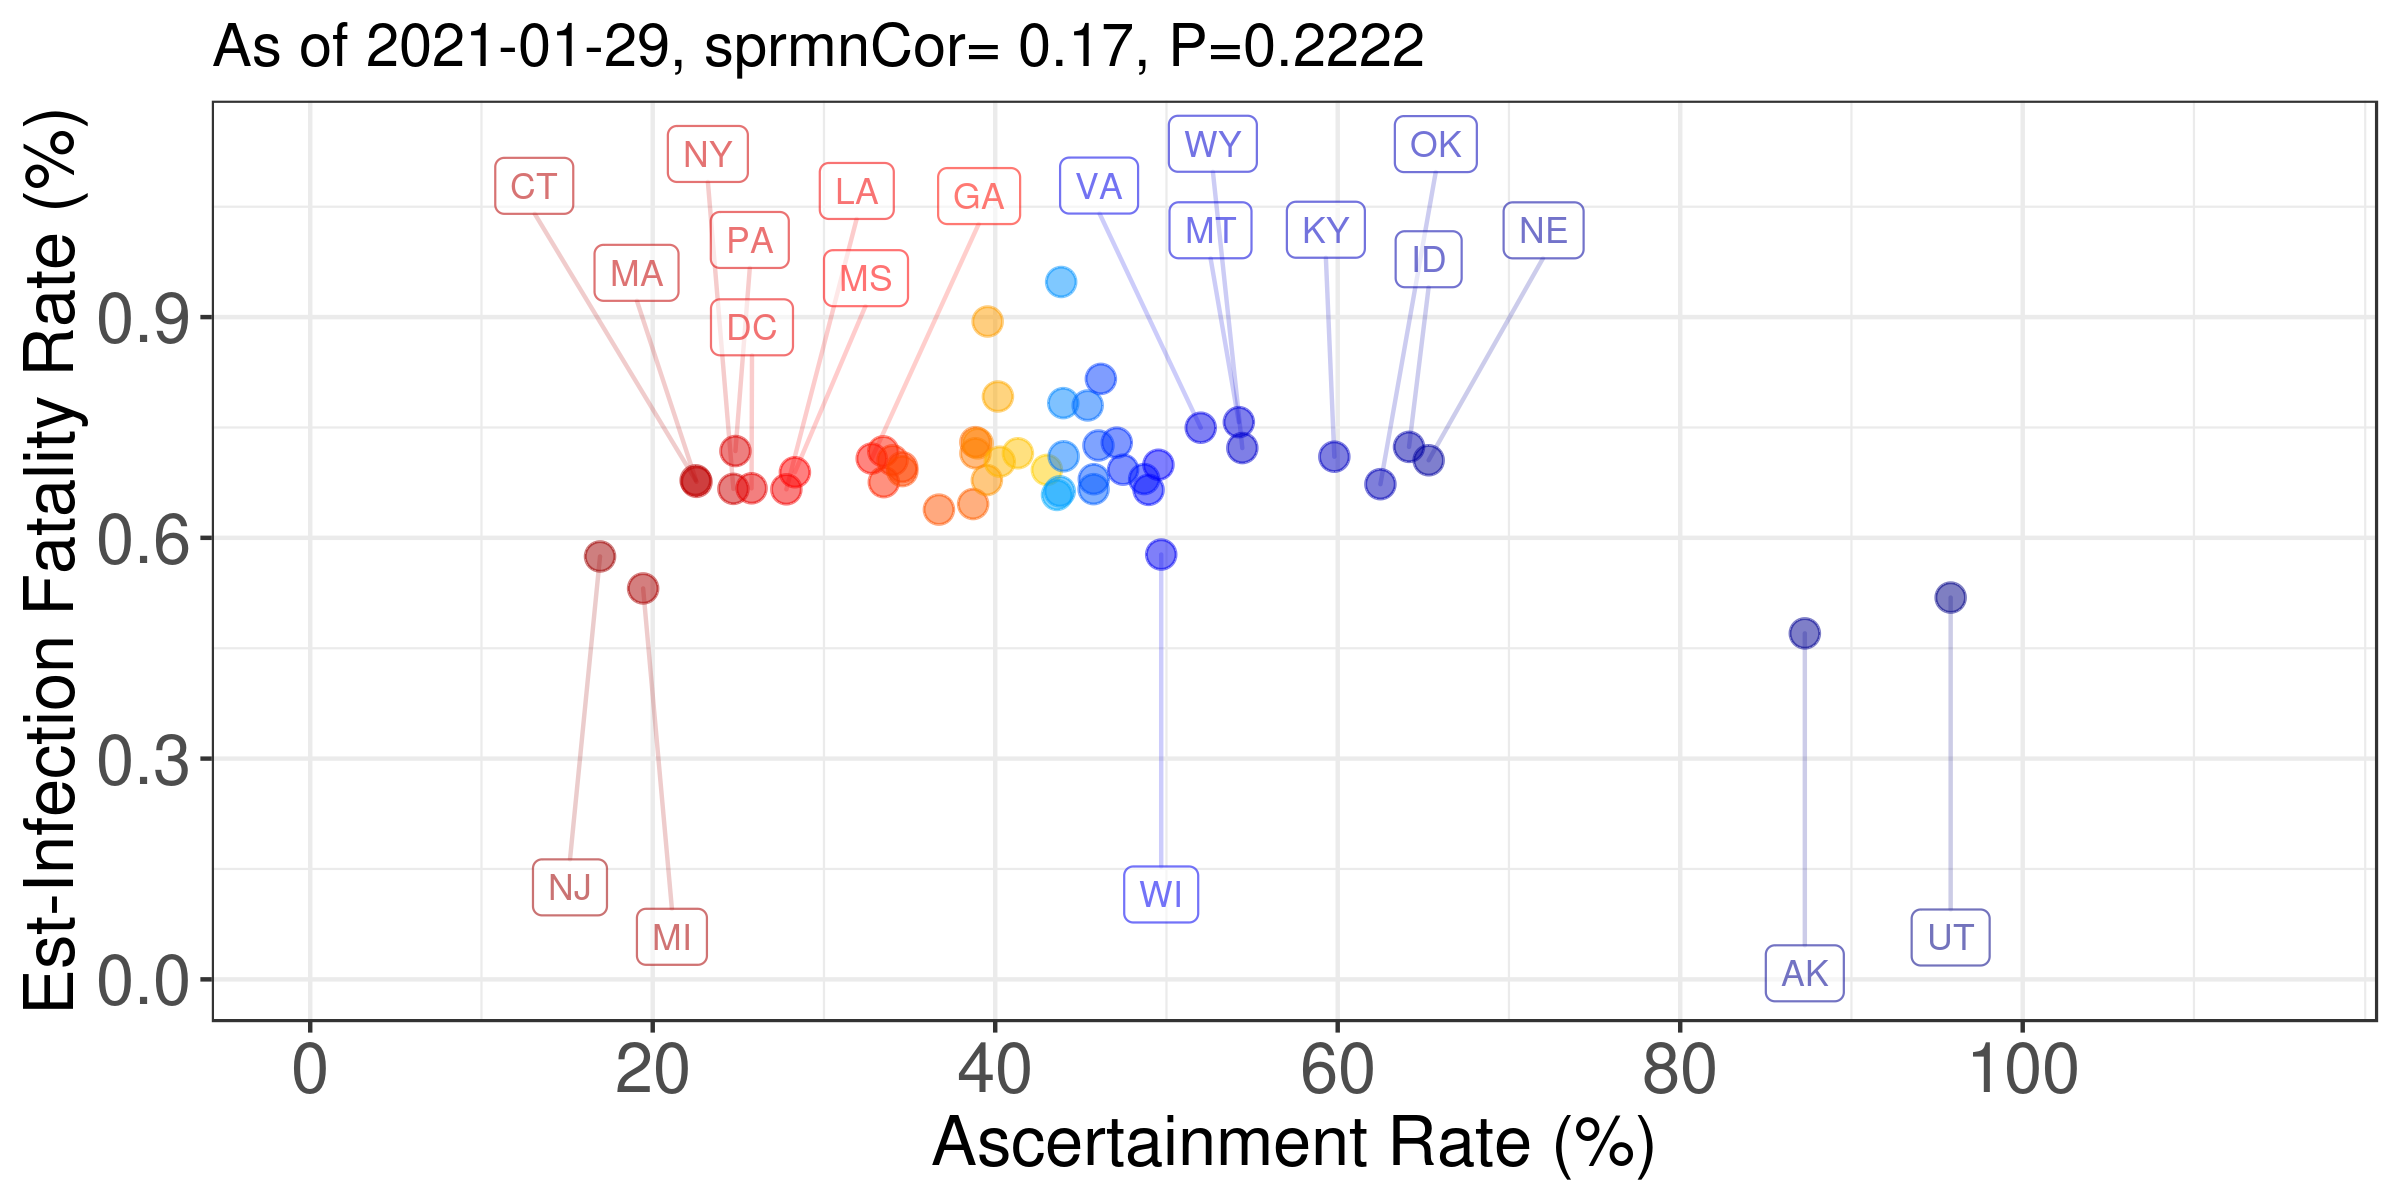 As of 2021-01-29, sprmnCor= 0.17, P=0.2222
Est-Infection Fatality Rate (%)
0.9
0.6
0.3
0.0
CT
NY
MA
PA
DC
LA
MS
GA
VA
WY
MT
KY
OK
ID
NE
NJ
MI
WI
AK
UT
0
20
40
60
80
100
Ascertainment Rate (%)